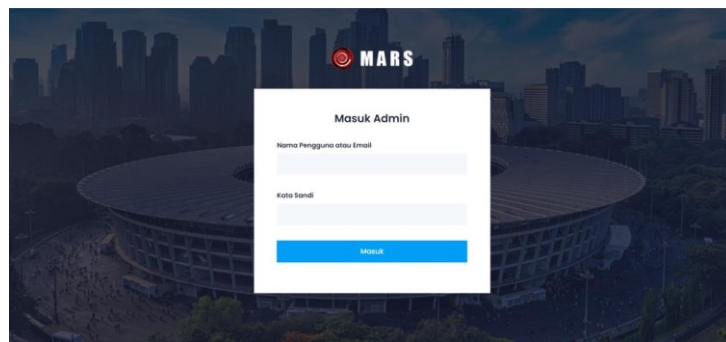 MARS
Masuk Admin
Nama Pengguna atau Email
Kata Sandi
Masuk